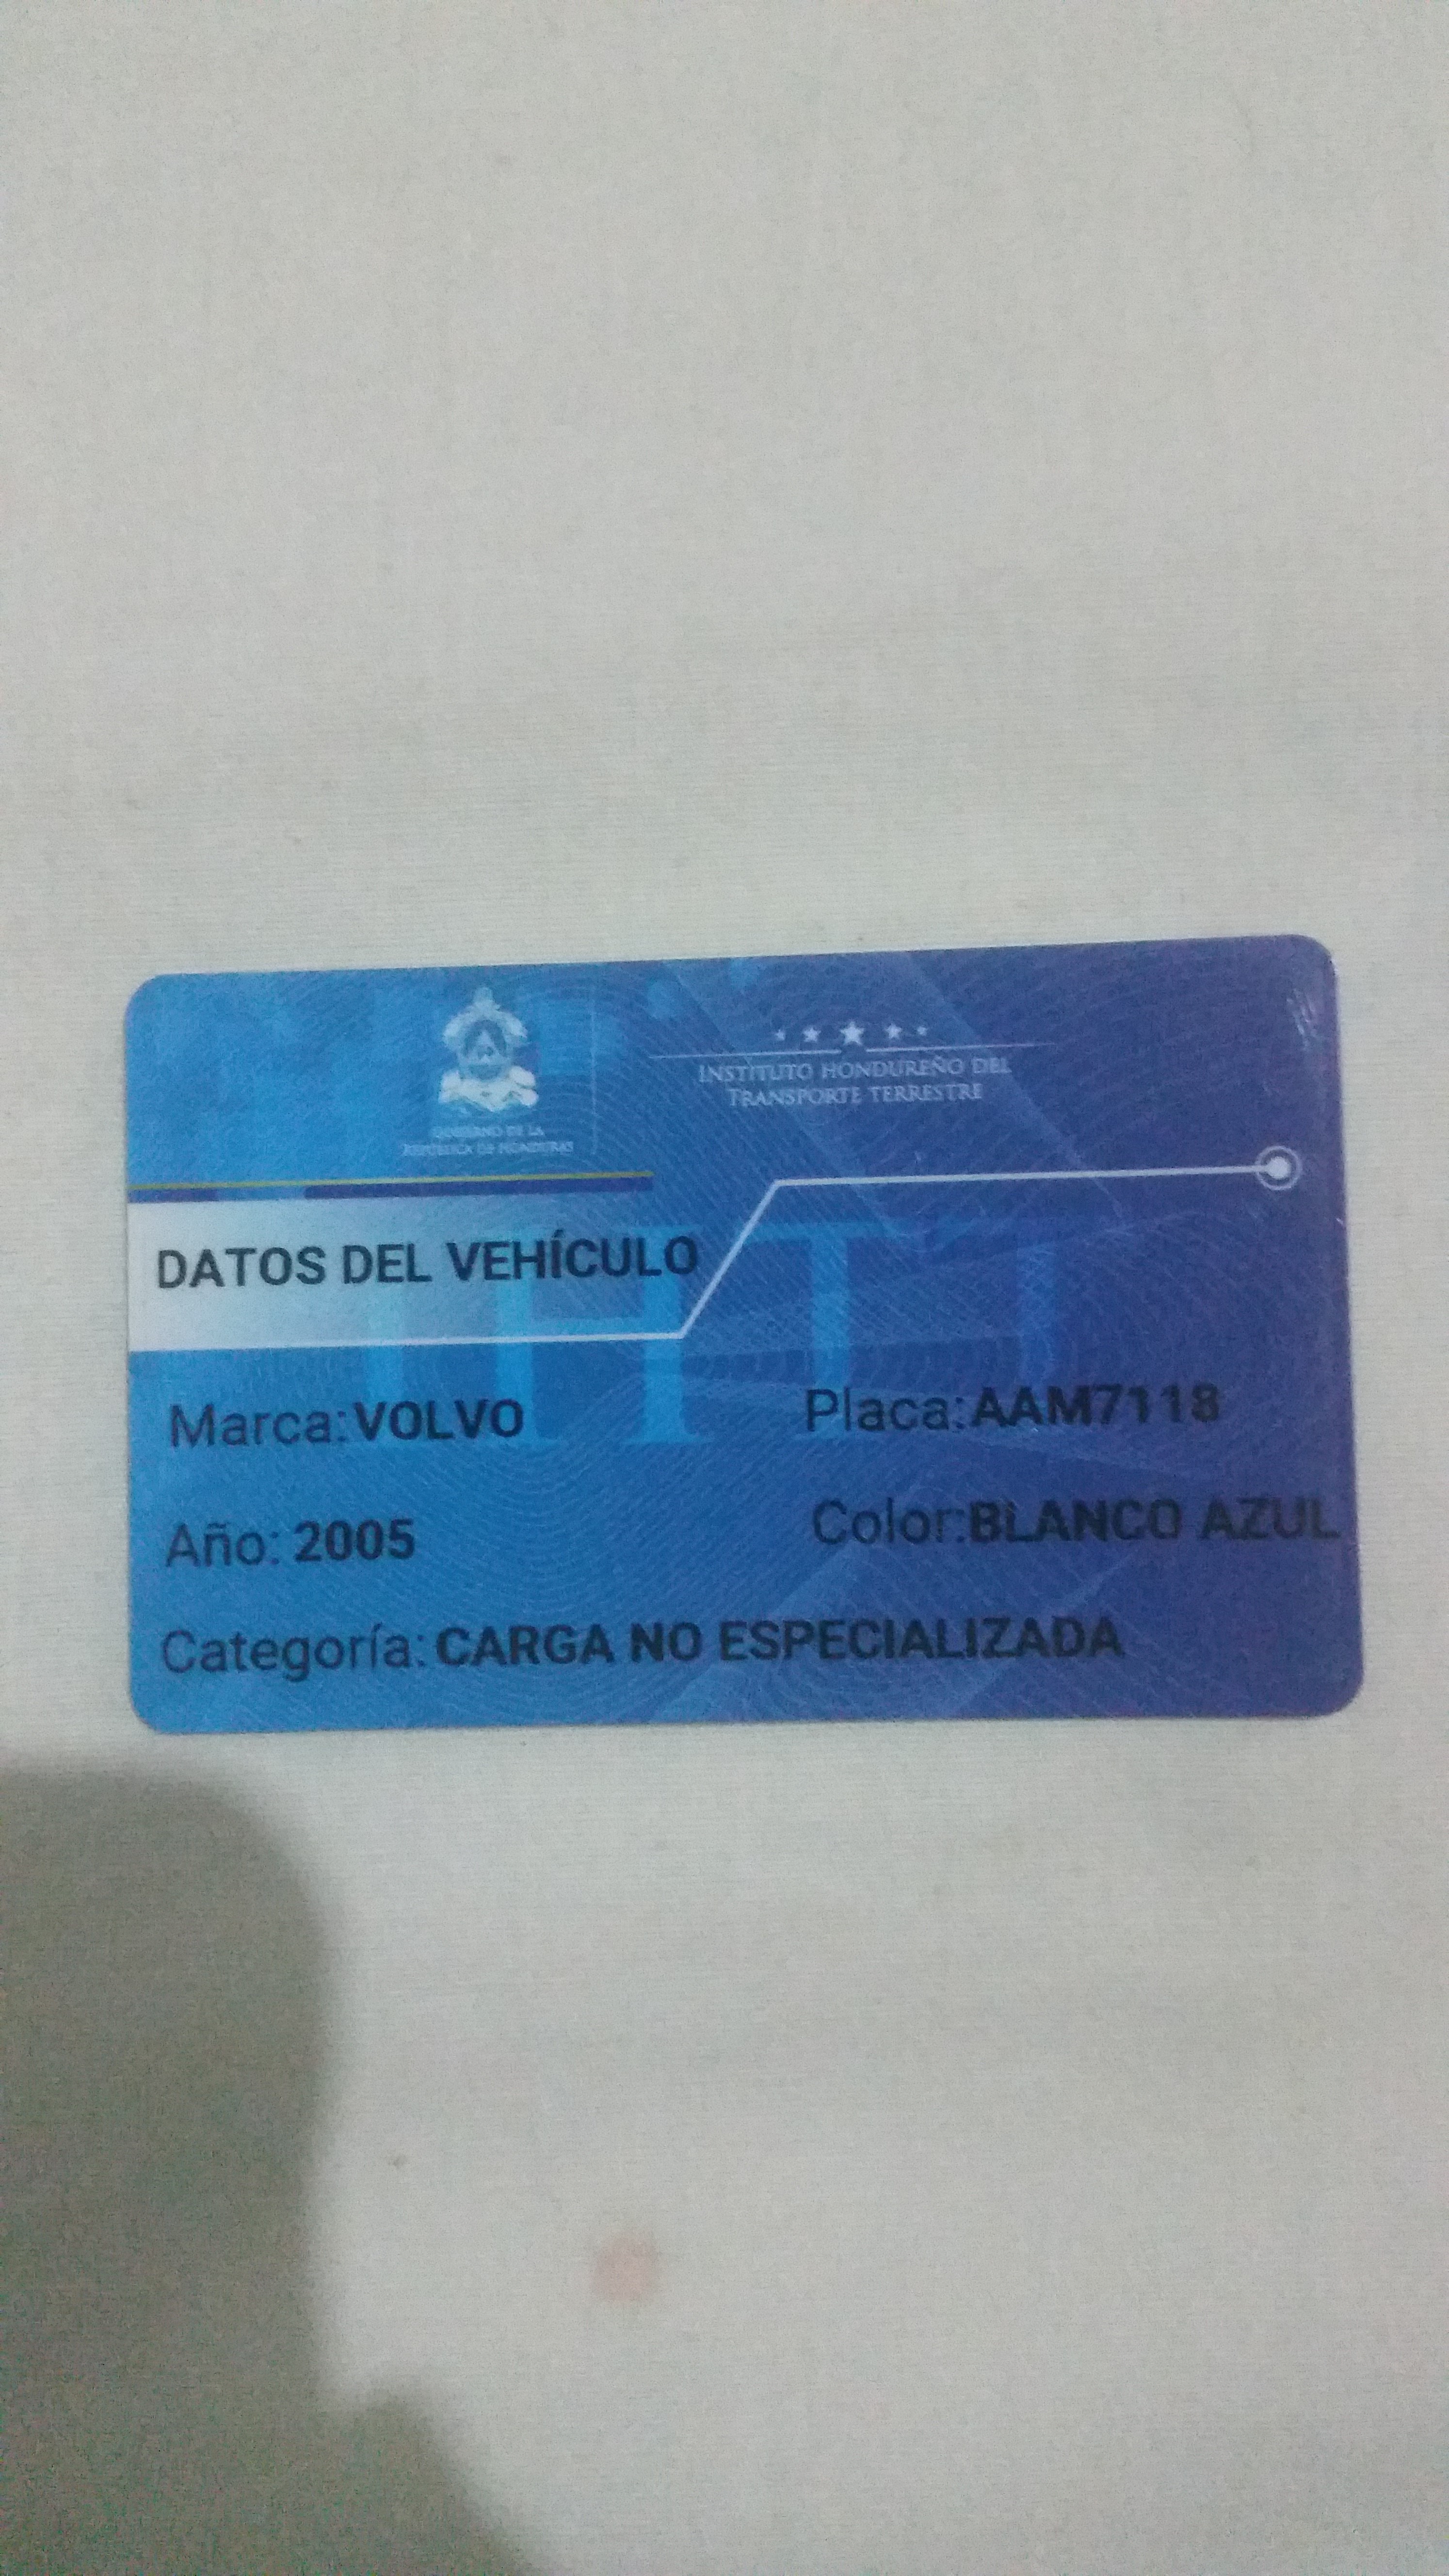 GOBIERNO DE LA
REPÚBLICA DE HONDURAS
INSTITUTO HONDUREÑO DEL
TRANSPORTE TERRESTRE
DATOS DEL VEHÍCULO
IHTT
Marca: VOLVO
Placa: AAM7118
Año: 2005
Color: BLANCO AZUL
Categoría: CARGA NO ESPECIALIZADA